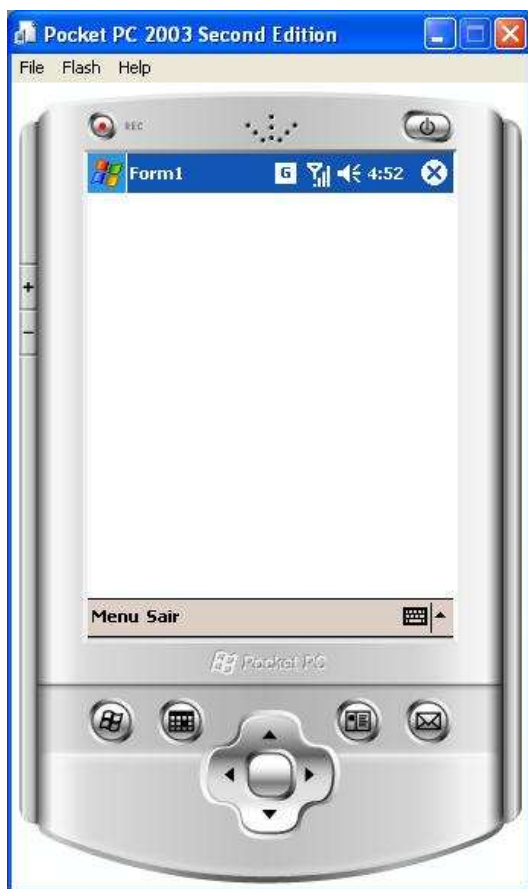 Pocket PC 2003 Second Edition
File Flash Help
REC
Form1 G 4:52
+
-
Menu Sair
Pocket PC